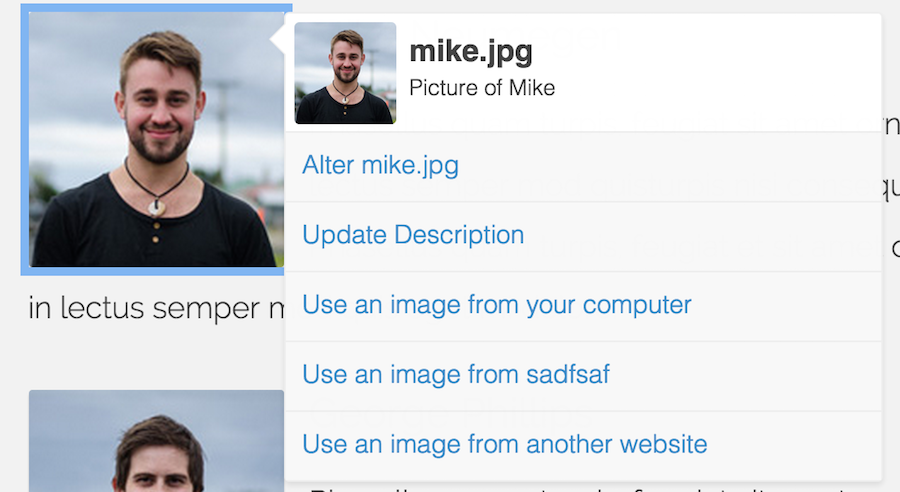 mike.jpg
Picture of Mike
Alter mike.jpg
Update Description
Use an image from your computer
Use an image from sadfsaf
Use an image from another website
in lectus semper